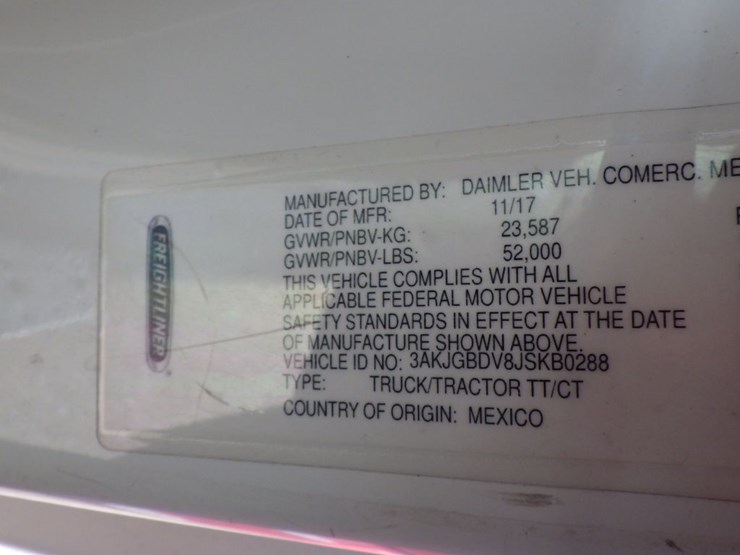 FREIGHTLINER
MANUFACTURED BY: DAIMLER VEH. COMERC. ME
DATE OF MFR: 11/17
GVWR/PNBV-KG: 23,587
GVWR/PNBV-LBS: 52,000
THIS VEHICLE COMPLIES WITH ALL
APPLICABLE FEDERAL MOTOR VEHICLE
SAFETY STANDARDS IN EFFECT AT THE DATE
OF MANUFACTURE SHOWN ABOVE.
VEHICLE ID NO: 3AKJGBDV8JSKB0288
TYPE: TRUCK/TRACTOR TT/CT
COUNTRY OF ORIGIN: MEXICO